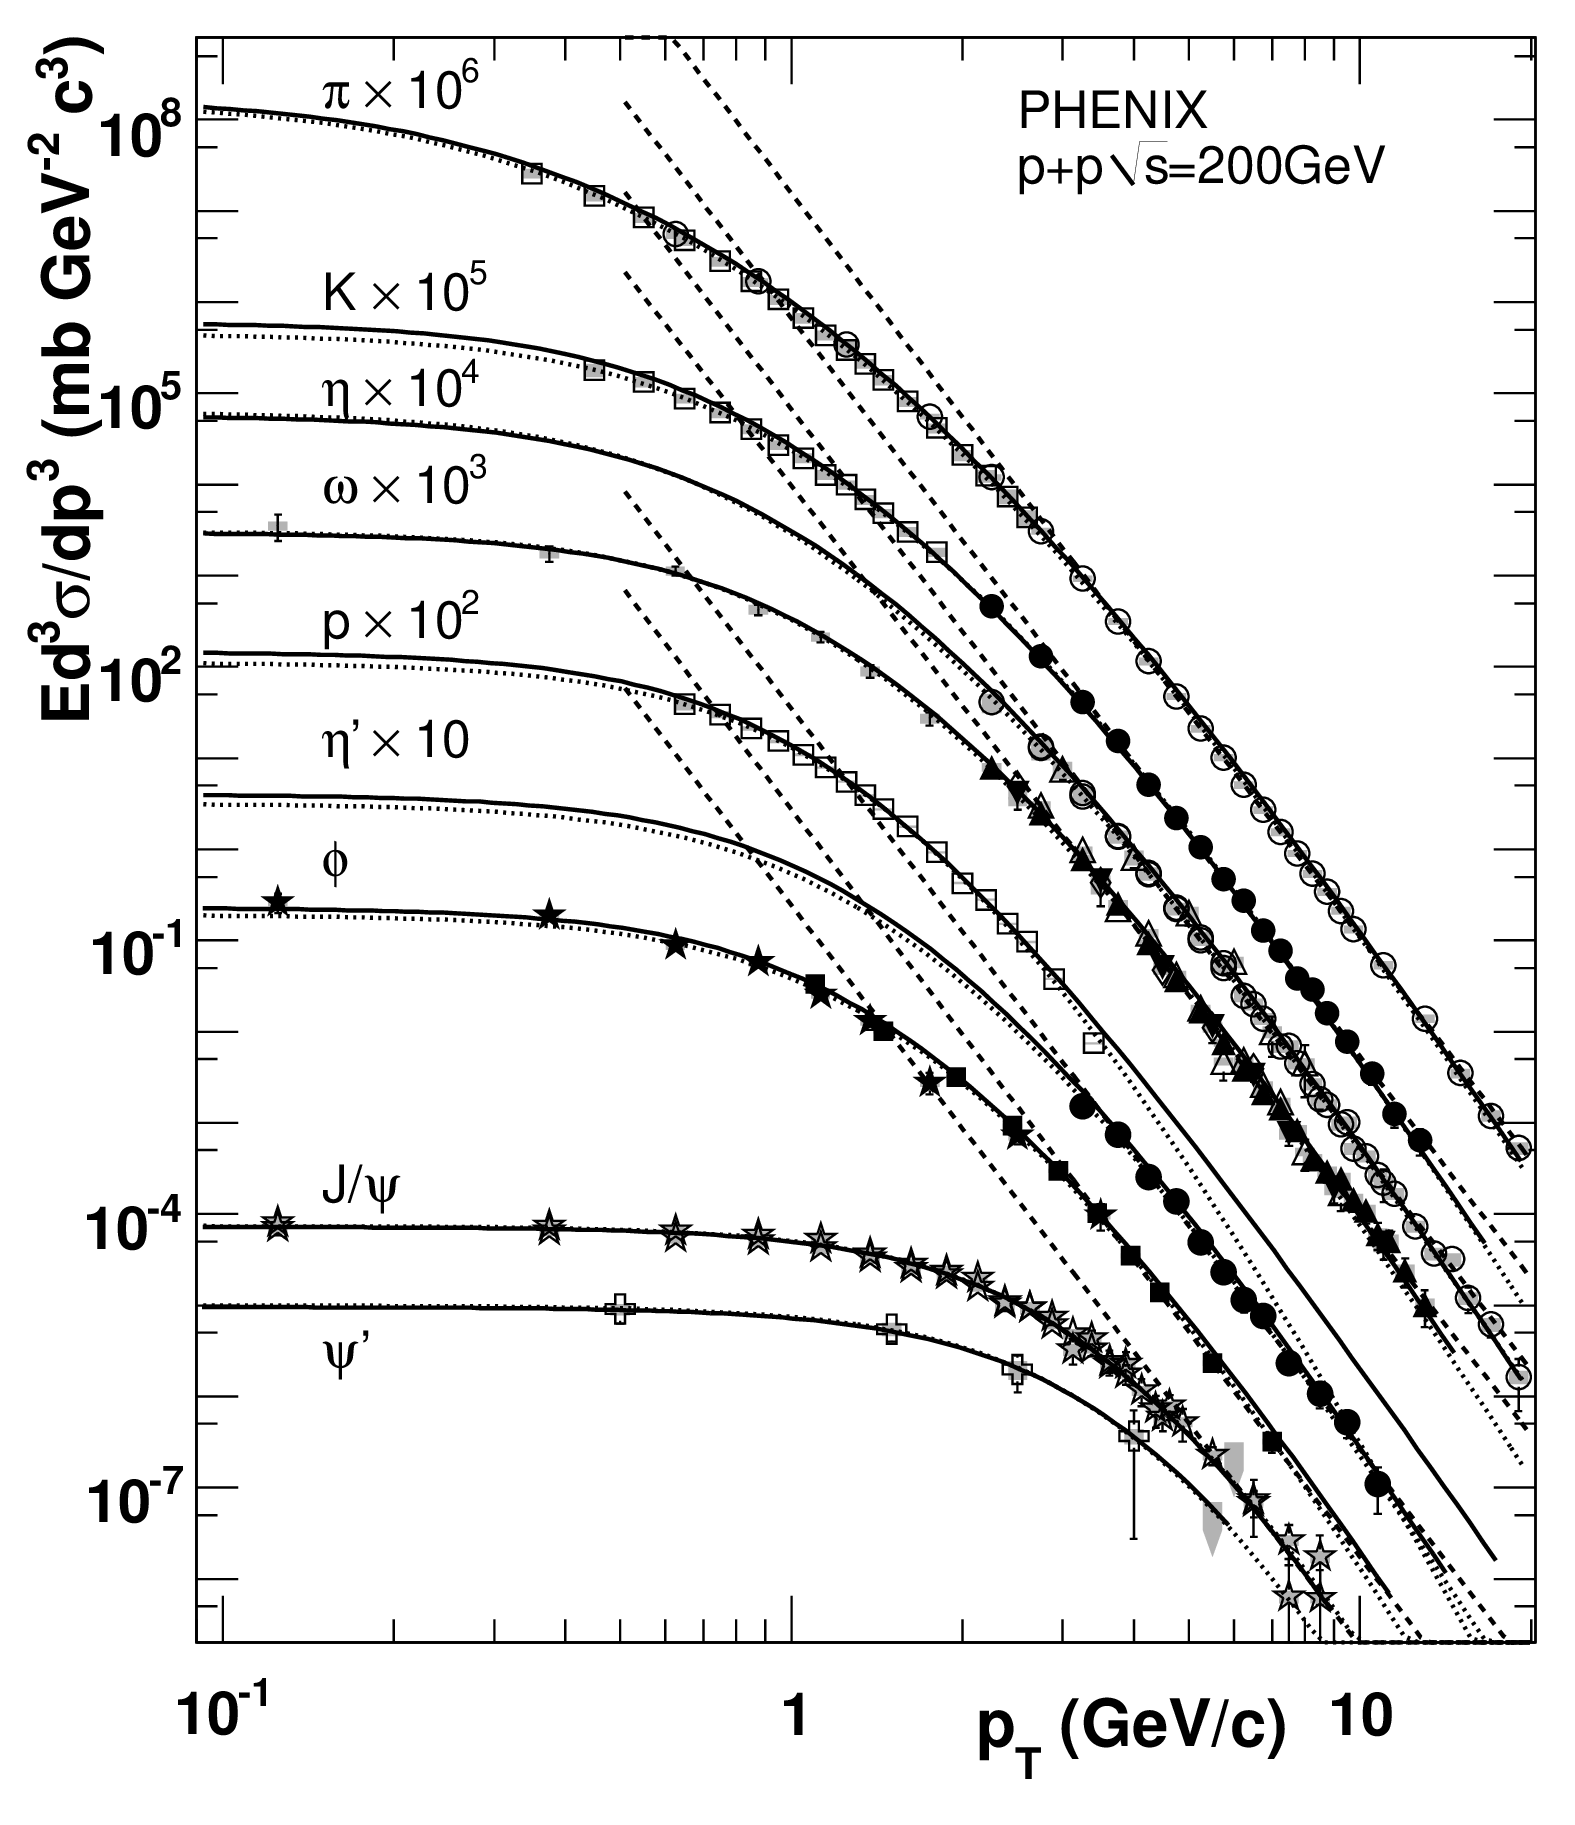 Ed³σ/dp³ (mb GeV⁻² c³)
PHENIX
p+p √s=200GeV
π × 10⁶
K × 10⁵
η × 10⁴
ω × 10³
p × 10²
η’ × 10
ϕ
J/ψ
ψ’
10⁸
10⁵
10²
10⁻¹
10⁻⁴
10⁻⁷
10⁻¹
1
10
p_T (GeV/c)